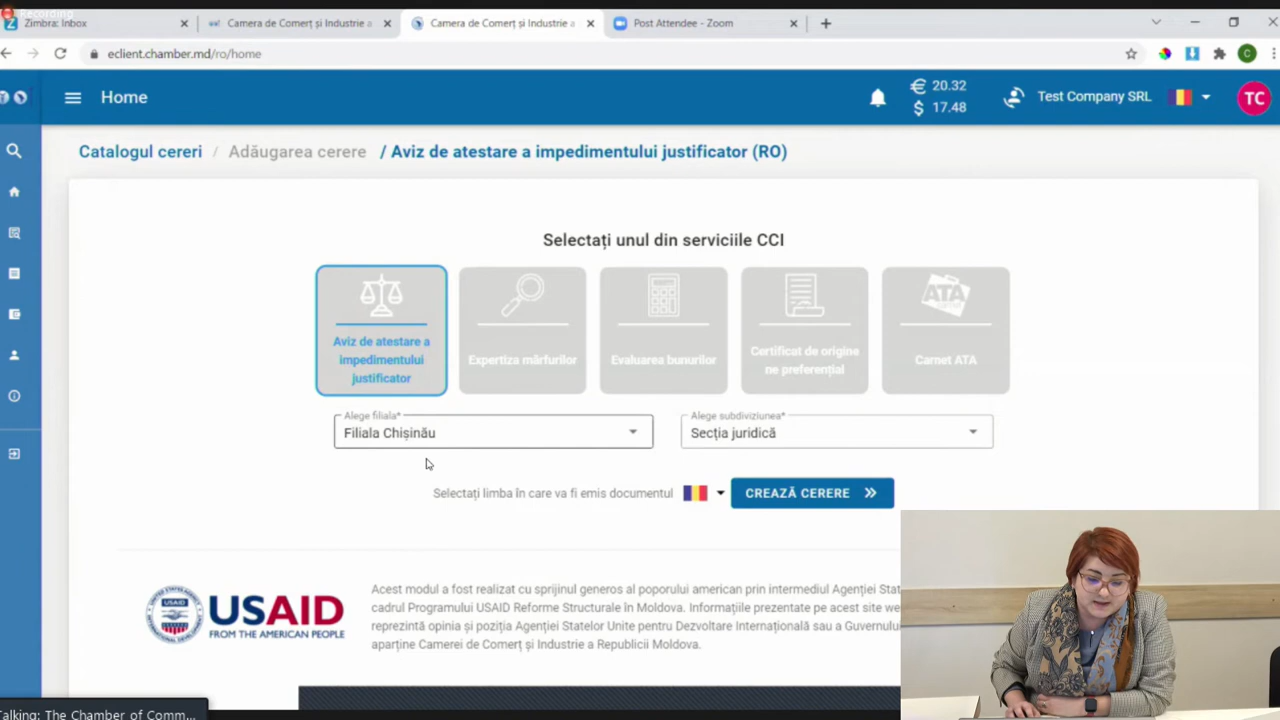 Recording
Zimbra: Inbox
Camera de Comerț și Industrie a
Camera de Comerț și Industrie a
Post Attendee - Zoom
eclient.chamber.md/ro/home
Home
€ 20.32
$ 17.48
Test Company SRL
TC
Catalogul cereri / Adăugarea cerere / Aviz de atestare a impedimentului justificator (RO)
Selectați unul din serviciile CCI
Aviz de atestare a
impedimentului
justificator
Expertiza mărfurilor
Evaluarea bunurilor
Certificat de origine
ne preferențial
ATA
Carnet ATA
Alege filiala*
Filiala Chișinău
Alege subdiviziunea*
Secția juridică
Selectați limba în care va fi emis documentul
CREAZĂ CERERE
USAID
USAID
FROM THE AMERICAN PEOPLE
Acest modul a fost realizat cu sprijinul generos al poporului american prin intermediul Agenției Stat
cadrul Programului USAID Reforme Structurale în Moldova. Informațiile prezentate pe acest site we
reprezintă opinia și poziția Agenției Statelor Unite pentru Dezvoltare Internațională sau a Guvernulu
aparține Camerei de Comerț și Industrie a Republicii Moldova.
Talking: The Chamber of Comm...